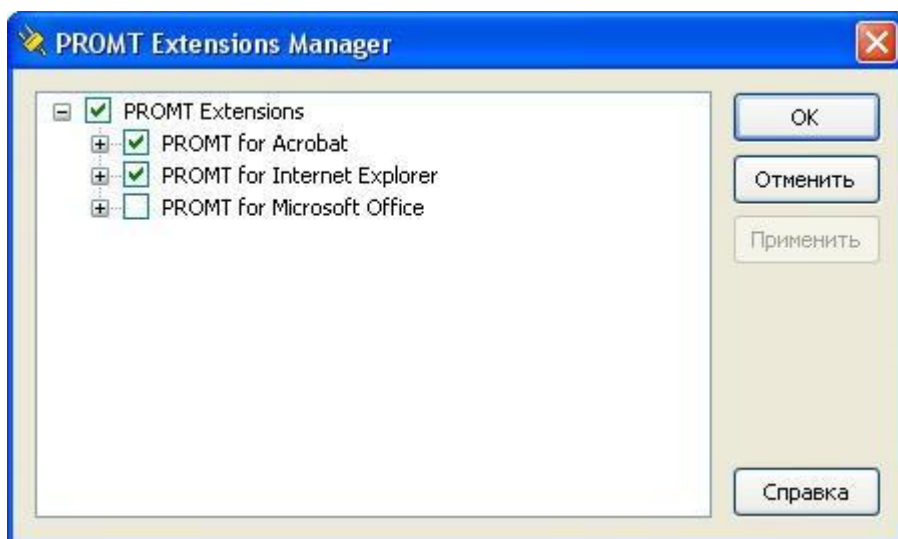 PROMT Extensions Manager
PROMT Extensions
PROMT for Acrobat
PROMT for Internet Explorer
PROMT for Microsoft Office
OK
Отменить
Применить
Справка